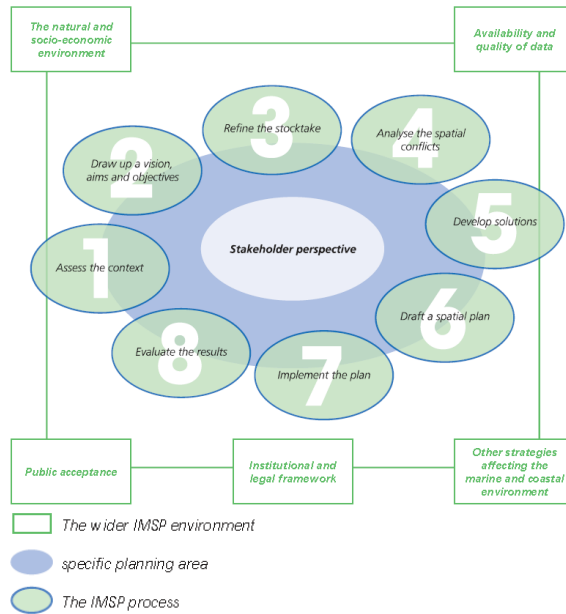 The natural and
socio-economic
environment
Availability and
quality of data
3
Refine the stocktake
4
Analyse the spatial
conflicts
2
Draw up a vision,
aims and objectives
5
Develop solutions
Stakeholder perspective
1
Assess the context
6
Draft a spatial plan
8
Evaluate the results
7
Implement the plan
Public acceptance
Institutional and
legal framework
Other strategies
affecting the
marine and coastal
environment
The wider IMSP environment
specific planning area
The IMSP process